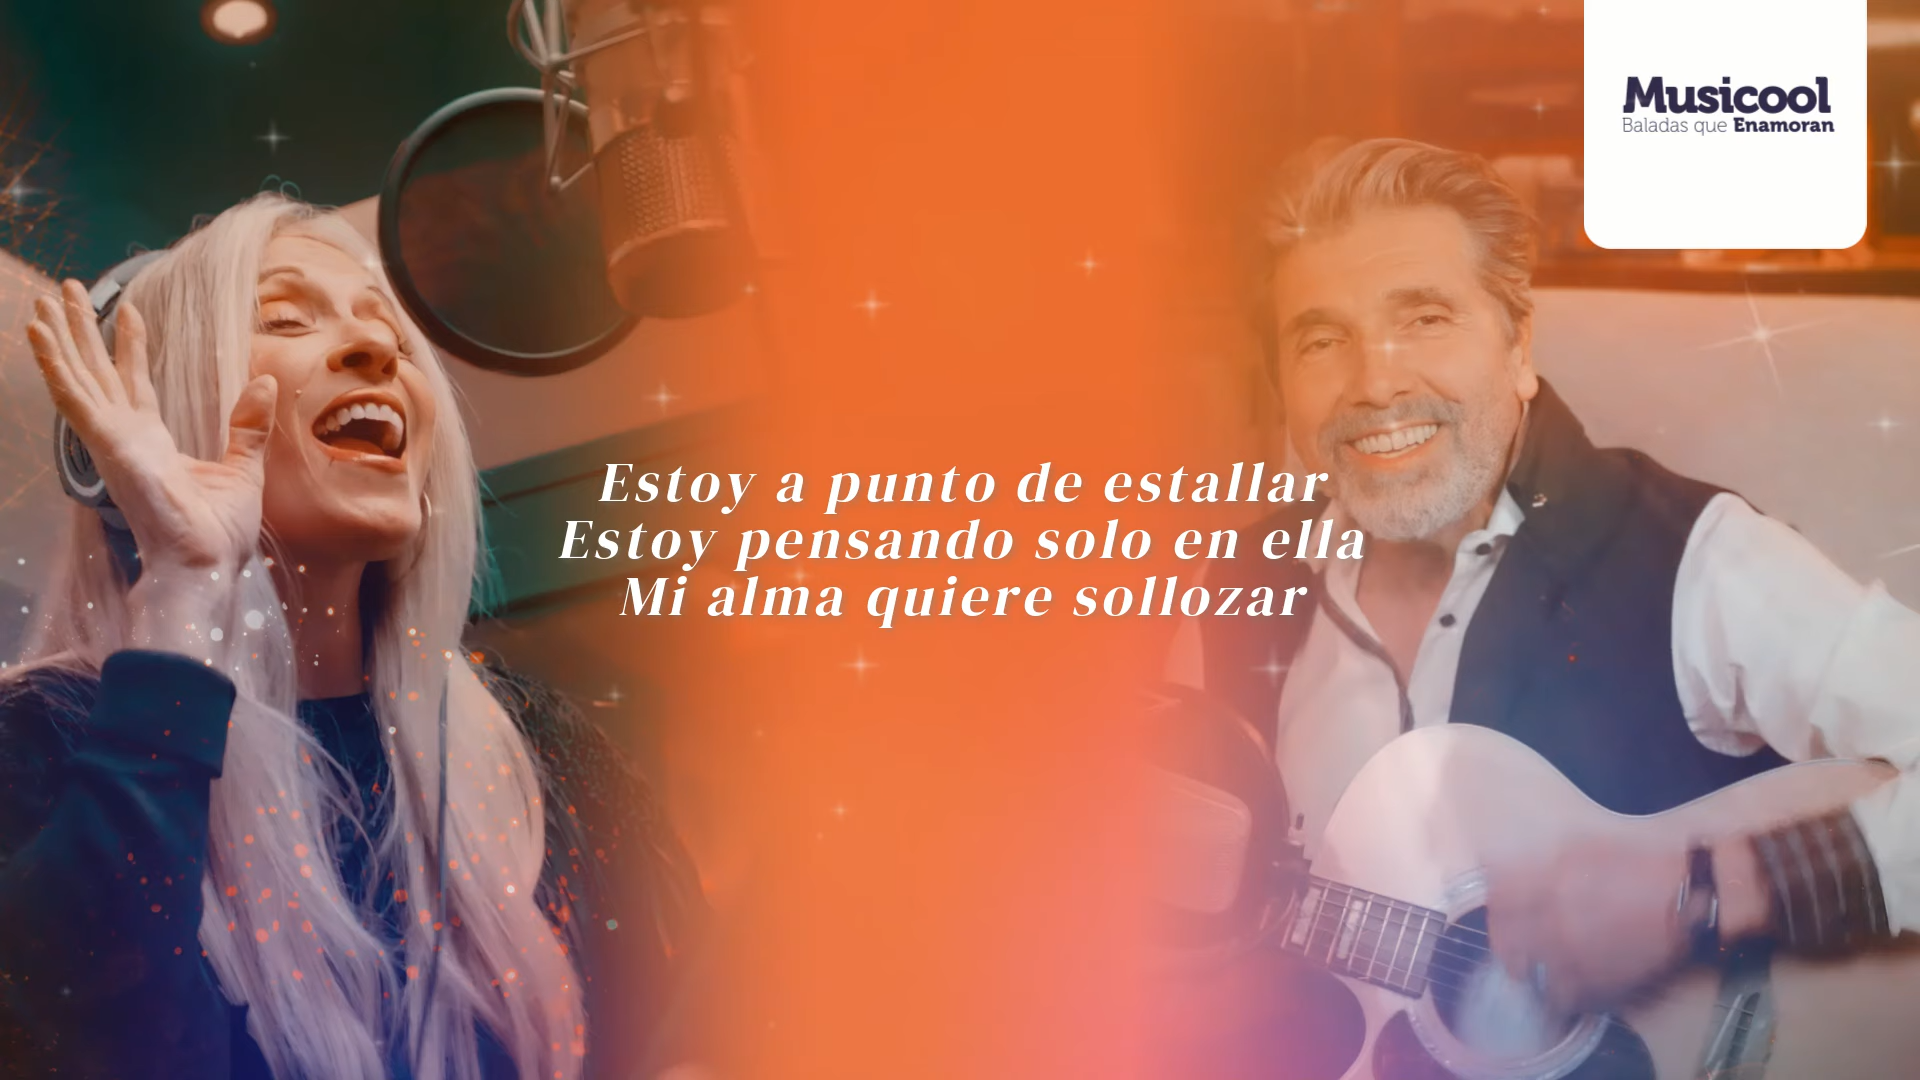 Musicool
Baladas que Enamoran
Estoy a punto de estallar
Estoy pensando solo en ella
Mi alma quiere sollozar